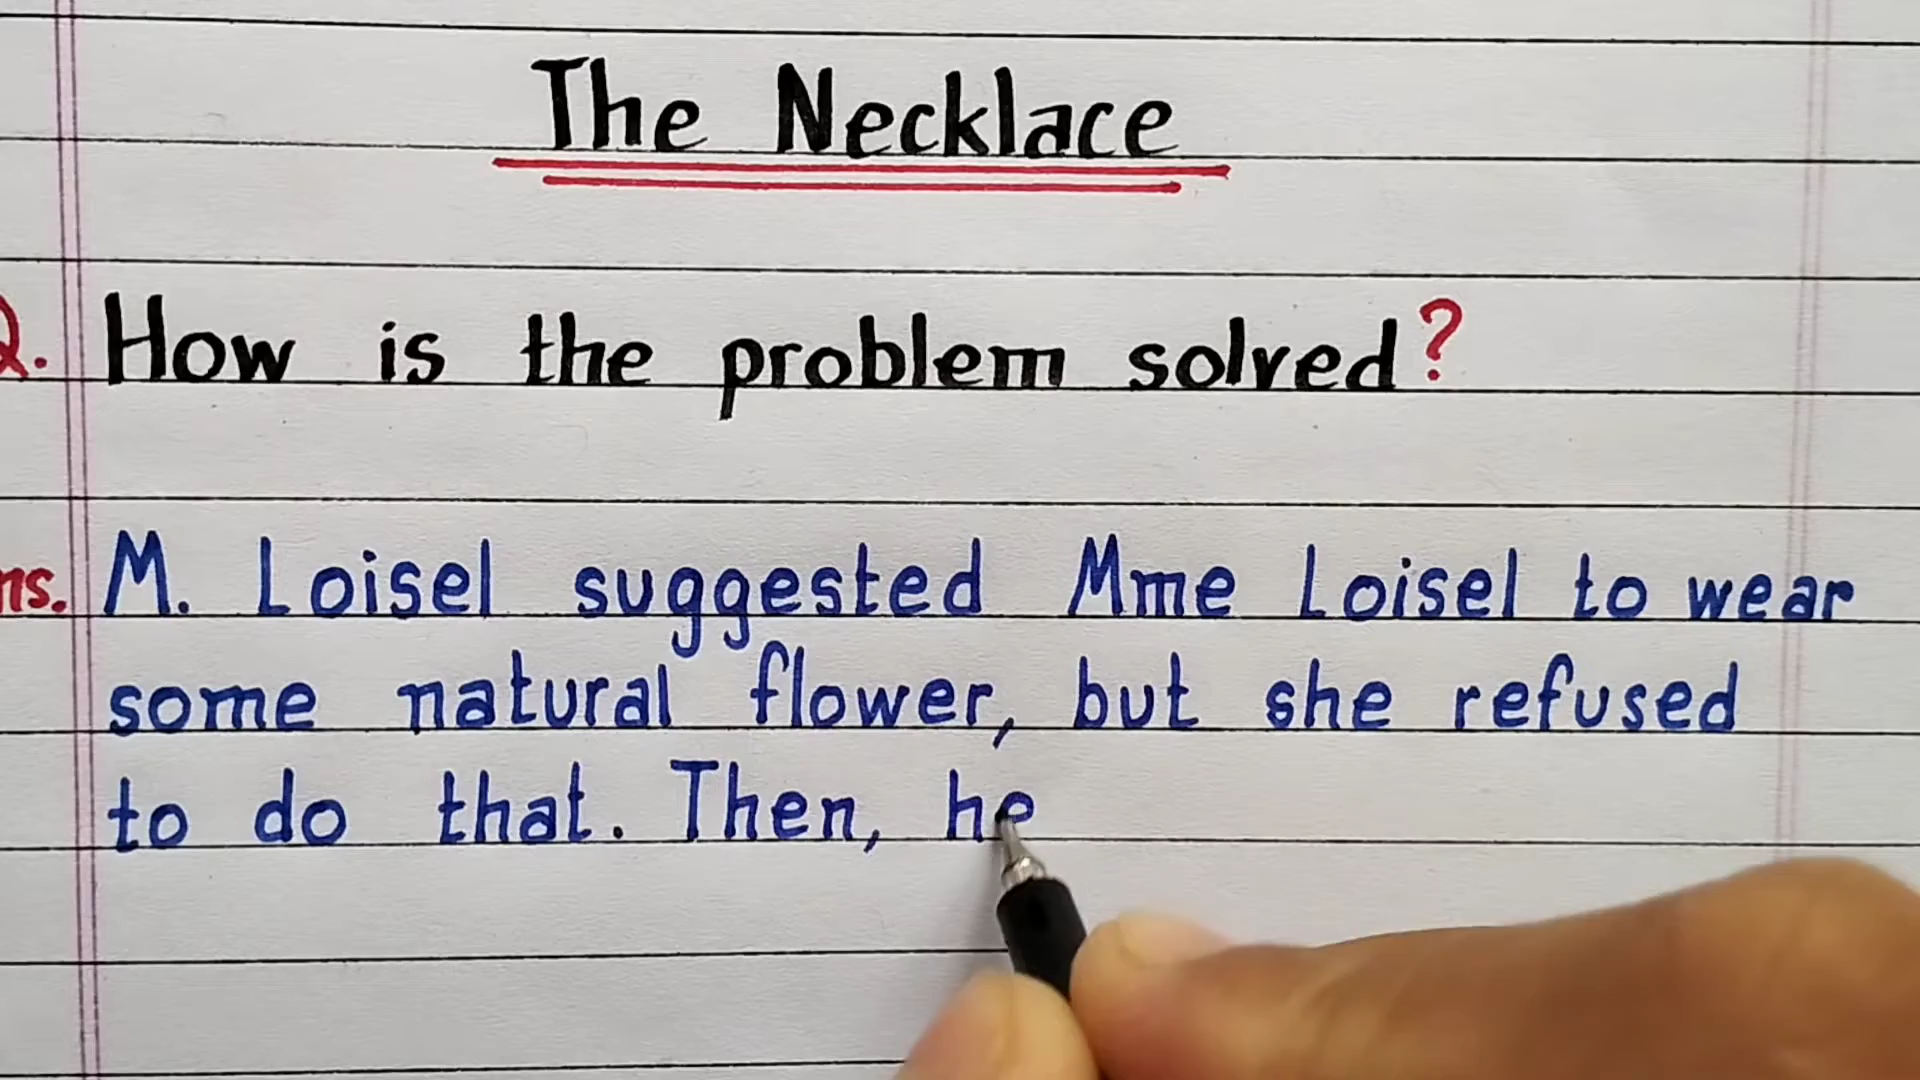 The Necklace
Q. How is the problem solved?
ns. M. Loisel suggested Mme Loisel to wear
some natural flower, but she refused
to do that. Then, he